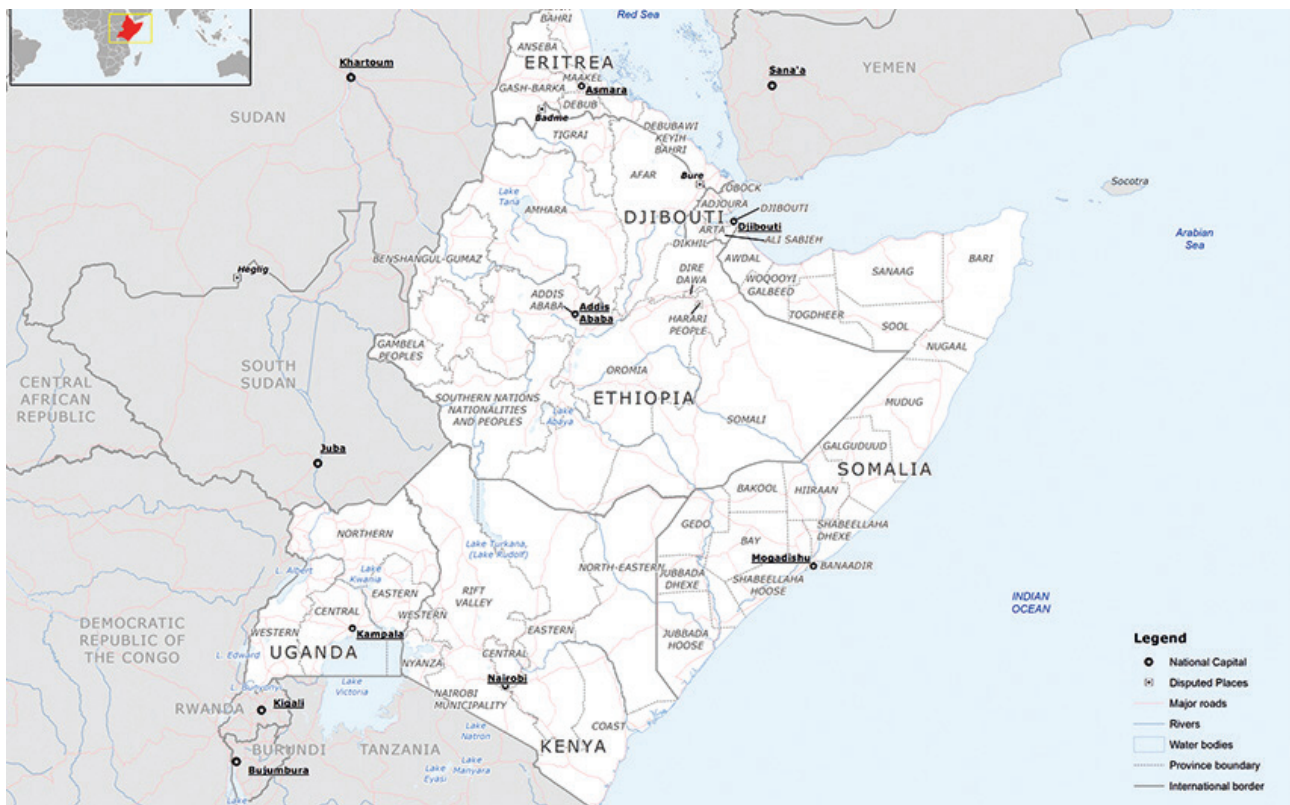 BAHRI
Red Sea
ANSEBA
ERITREA
Khartoum
MAAKEL
Sana'a
YEMEN
GASH-BARKA
Asmara
DEBUB
Badme
SUDAN
TIGRAI
DEBUBAWI
KEYIH
BAHRI
AFAR
Bure
OBOCK
Socotra
Lake
Tana
TADJOURA
DJIBOUTI
AMHARA
DJIBOUTI
Djibouti
ARTA
ALI SABIEH
Arabian
Sea
DIKHIL
BENSHANGUL-GUMAZ
AWDAL
BARI
Heglig
DIRE
DAWA
WOQOOYI
GALBEED
SANAAG
ADDIS
ABABA
Addis
Ababa
HARARI
PEOPLE
TOGDHEER
SOOL
GAMBELA
PEOPLES
NUGAAL
SOUTH
SUDAN
OROMIA
CENTRAL
AFRICAN
REPUBLIC
SOUTHERN NATIONS
NATIONALITIES
AND PEOPLES
ETHIOPIA
MUDUG
Lake
Abaya
SOMALI
Juba
GALGUDUUD
SOMALIA
BAKOOL
HIIRAAN
GEDO
SHABEELLAHA
DHEXE
NORTHERN
Lake Turkana,
(Lake Rudolf)
BAY
Mogadishu
BANAADIR
L. Albert
Lake
Kwania
NORTH-EASTERN
JUBBADA
DHEXE
SHABEELLAHA
HOOSE
EASTERN
RIFT
VALLEY
INDIAN
OCEAN
CENTRAL
WESTERN
DEMOCRATIC
REPUBLIC OF
THE CONGO
WESTERN
Kampala
EASTERN
JUBBADA
HOOSE
Legend
UGANDA
NYANZA
CENTRAL
L. Edward
National Capital
Nairobi
Lake
Victoria
Disputed Places
L. Bunyonyi
NAIROBI
MUNICIPALITY
Major roads
RWANDA
Kigali
Rivers
COAST
Lake
Natron
KENYA
Water bodies
BURUNDI
TANZANIA
Province boundary
Bujumbura
Lake
Eyasi
Lake
Manyara
International border
Lake